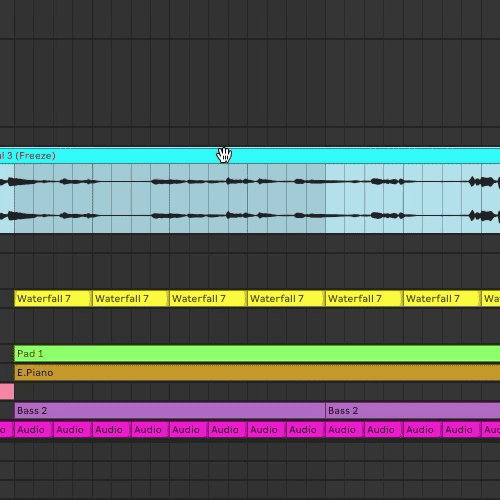 l 3 (Freeze)
Waterfall 7 Waterfall 7 Waterfall 7 Waterfall 7 Waterfall 7 Waterfall 7 Wa
Pad 1
E.Piano
Bass 2 Bass 2
o Audio Audio Audio Audio Audio Audio Audio Audio Audio Audio Audio Audio Au